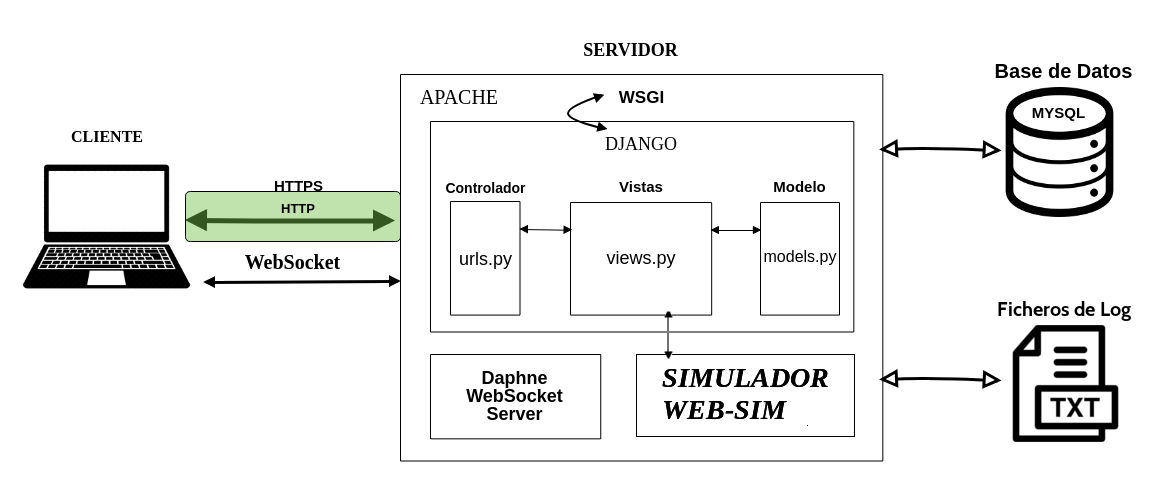 SERVIDOR
Base de Datos
APACHE
WSGI
MYSQL
CLIENTE
DJANGO
HTTPS
HTTP
Controlador
Vistas
Modelo
urls.py
views.py
models.py
WebSocket
Ficheros de Log
TXT
Daphne
WebSocket
Server
SIMULADOR
WEB-SIM